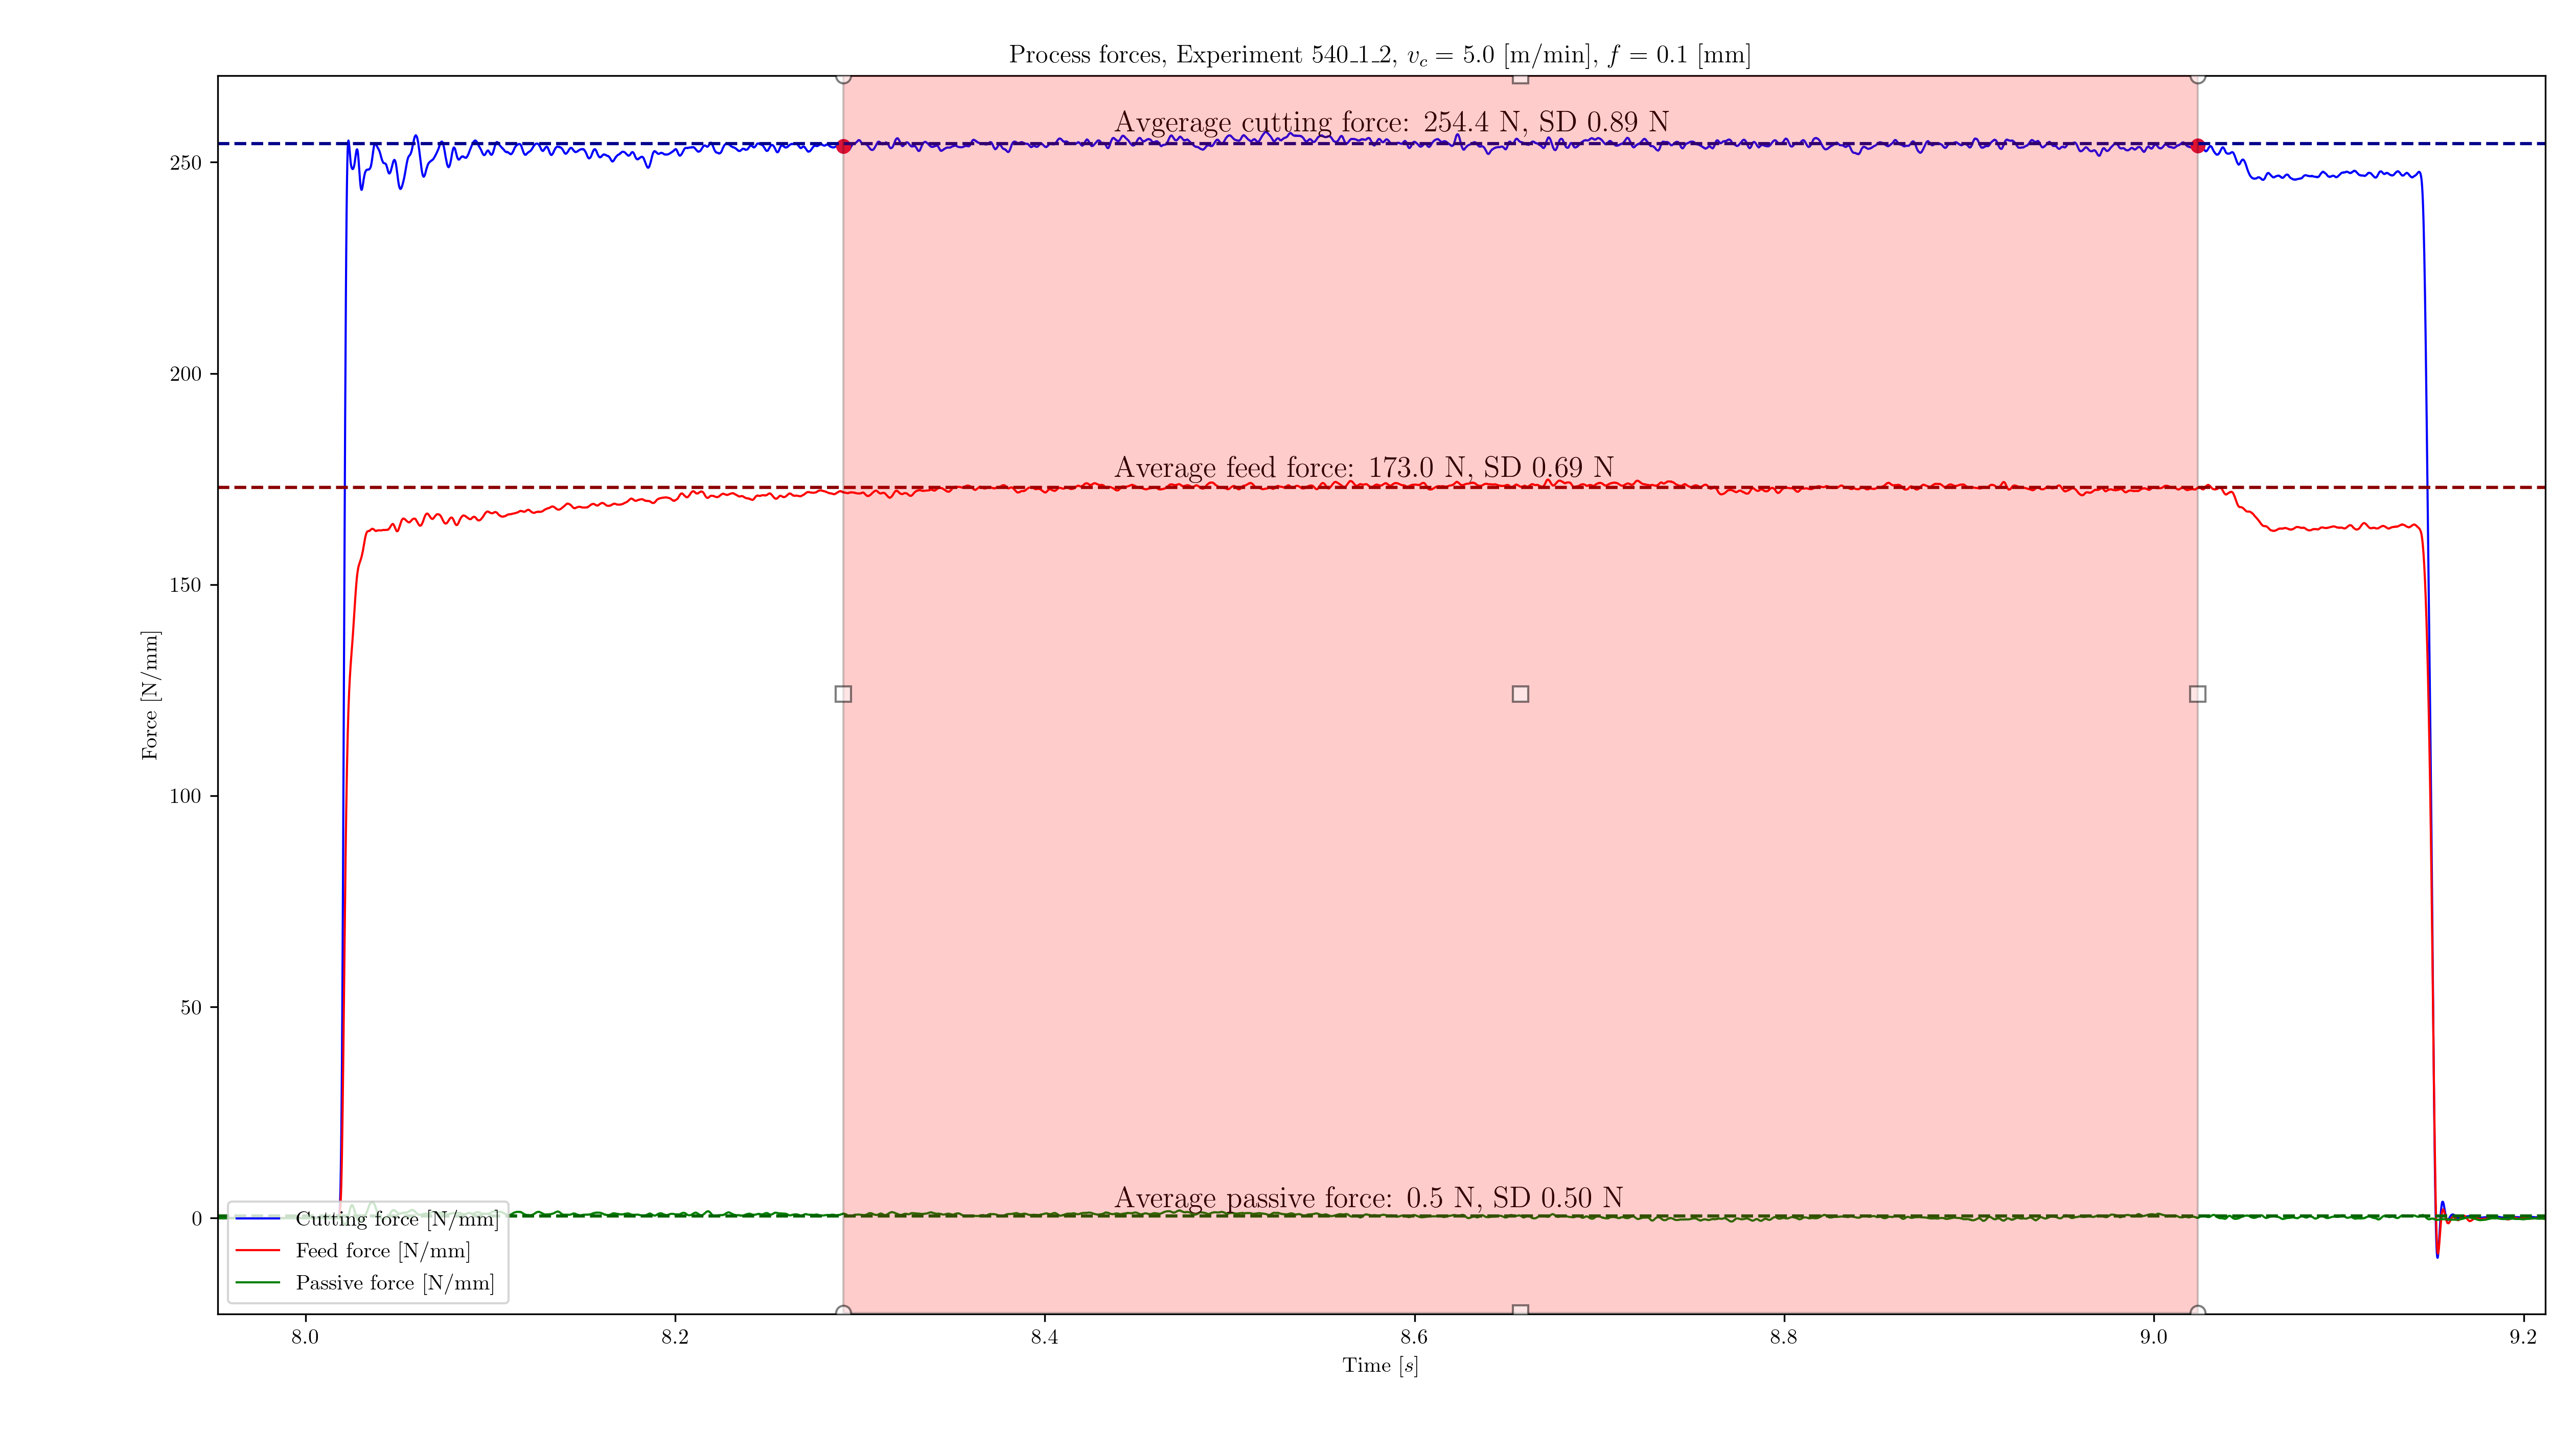 Process forces, Experiment 540_1_2, v_c = 5.0 [m/min], f = 0.1 [mm]
Avgerage cutting force: 254.4 N, SD 0.89 N
Average feed force: 173.0 N, SD 0.69 N
Average passive force: 0.5 N, SD 0.50 N
Force [N/mm]
250
200
150
100
50
0
Cutting force [N/mm]
Feed force [N/mm]
Passive force [N/mm]
8.0 8.2 8.4 8.6 8.8 9.0 9.2
Time [s]